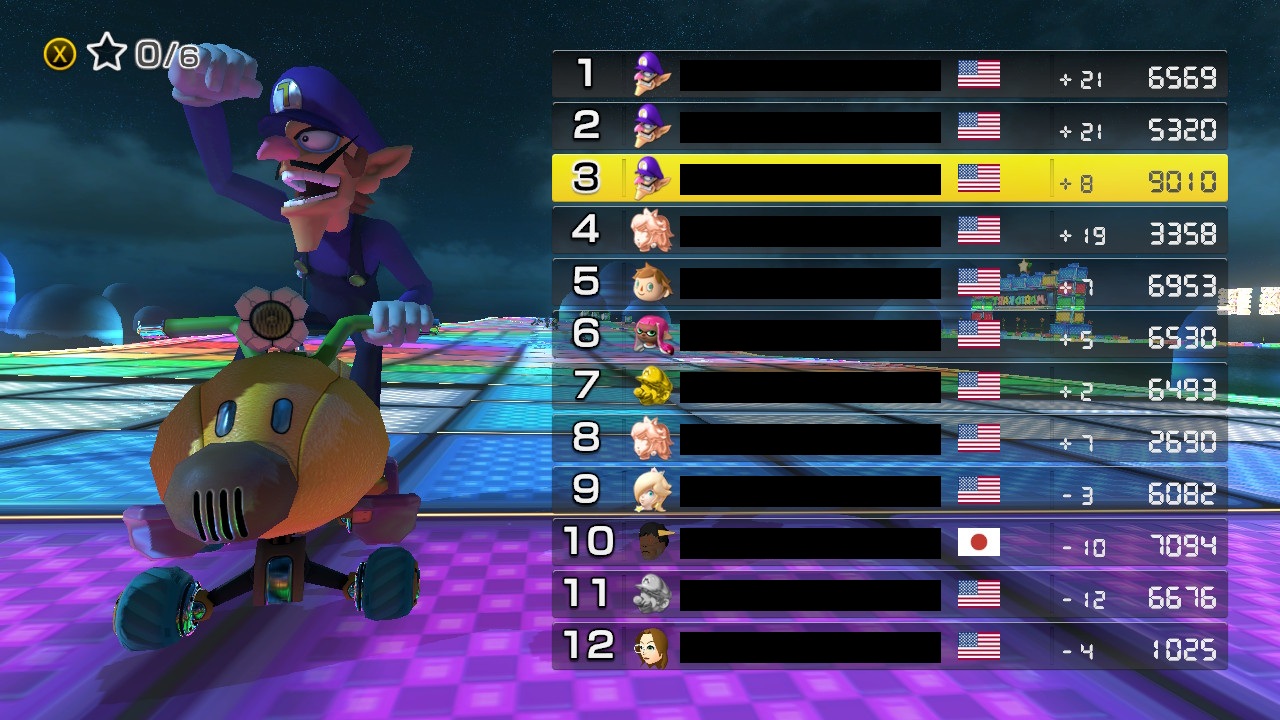 X 0/6
1 + 21 6569
2 + 21 5320
3 + 8 9010
4 + 19 3358
5 + 7 6953
6 + 5 6530
7 + 2 6493
8 + 7 2690
9 - 3 6082
10 - 10 7094
11 - 12 6676
12 - 4 1025